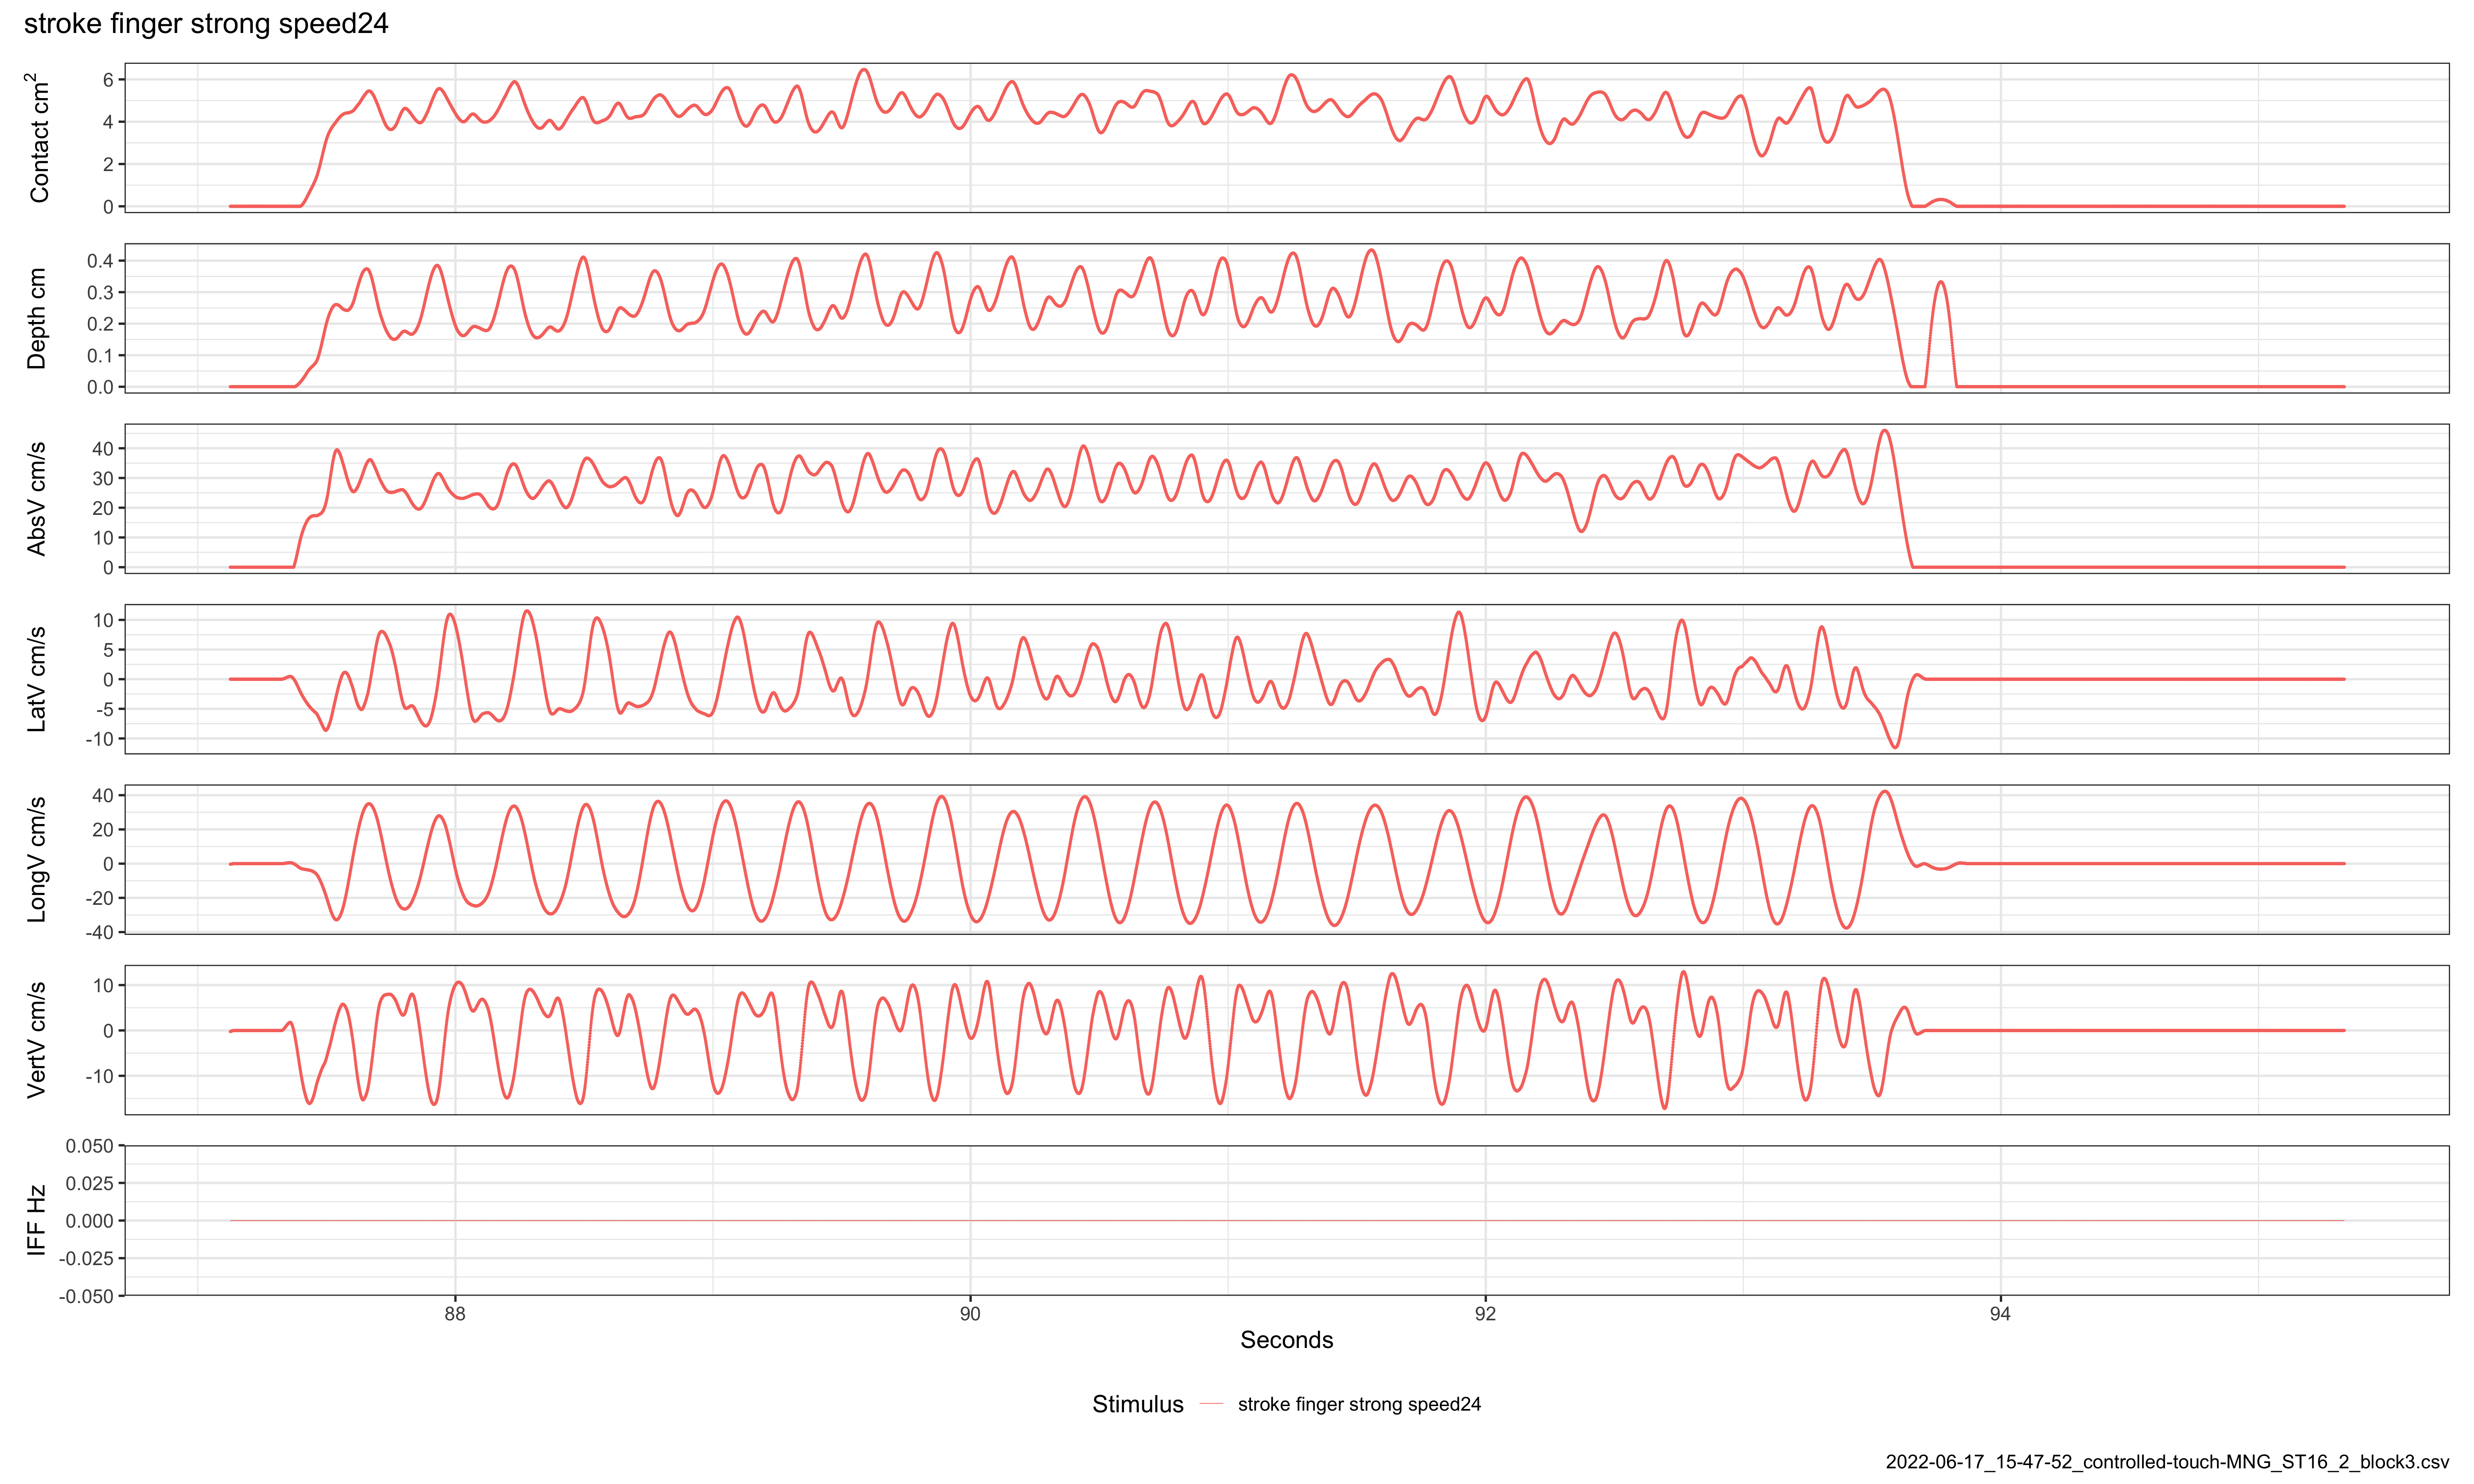 stroke finger strong speed24
Contact cm²
6
4
2
0
Depth cm
0.4
0.3
0.2
0.1
0.0
AbsV cm/s
40
30
20
10
0
LatV cm/s
10
5
0
-5
-10
LongV cm/s
40
20
0
-20
-40
VertV cm/s
10
0
-10
IFF Hz
0.050
0.025
0.000
-0.025
-0.050
88 90 92 94
Seconds
Stimulus stroke finger strong speed24
2022-06-17_15-47-52_controlled-touch-MNG_ST16_2_block3.csv